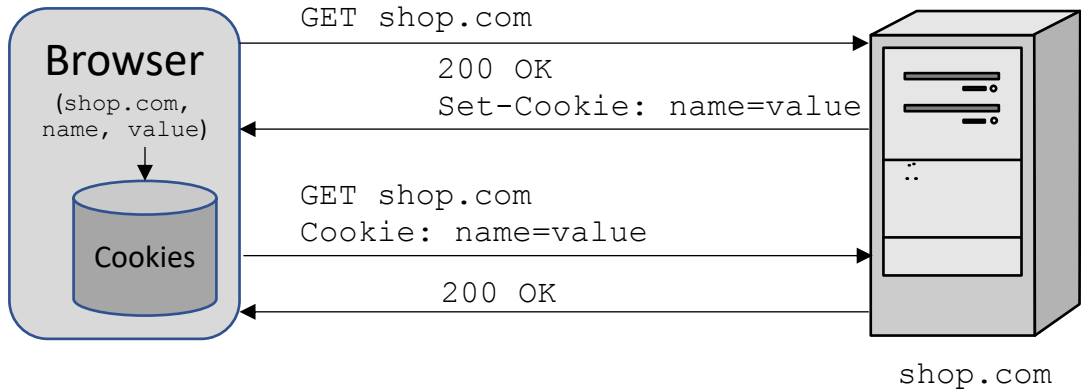 GET shop.com
Browser
(shop.com,
name, value)
200 OK
Set-Cookie: name=value
GET shop.com
Cookie: name=value
Cookies
200 OK
shop.com